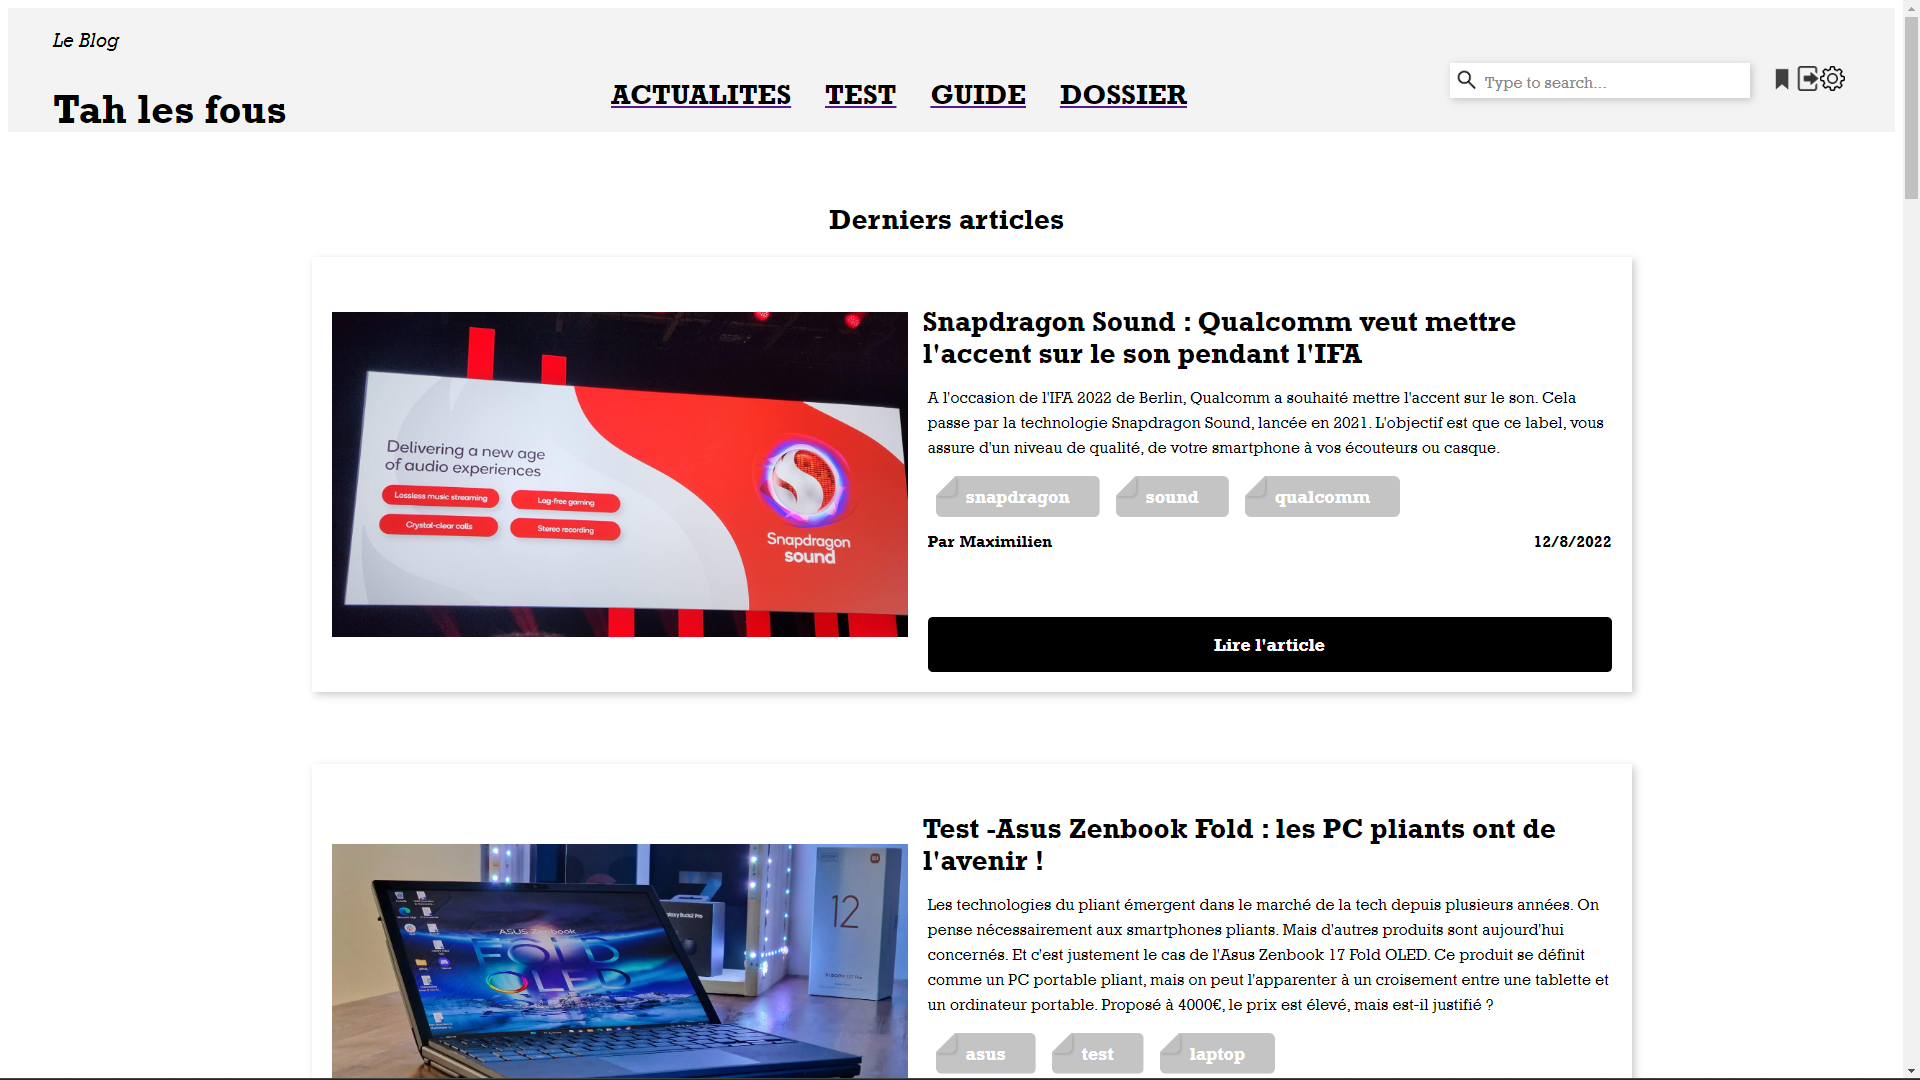 Le Blog
Tah les fous
ACTUALITES TEST GUIDE DOSSIER
Type to search...
Derniers articles
Delivering a new age
of audio experiences
Lossless music streaming
Lag-free gaming
Crystal-clear calls
Stereo recording
Snapdragon
sound
Snapdragon Sound : Qualcomm veut mettre
l'accent sur le son pendant l'IFA
A l'occasion de l'IFA 2022 de Berlin, Qualcomm a souhaité mettre l'accent sur le son. Cela
passe par la technologie Snapdragon Sound, lancée en 2021. L'objectif est que ce label, vous
assure d'un niveau de qualité, de votre smartphone à vos écouteurs ou casque.
snapdragon sound qualcomm
Par Maximilien 12/8/2022
Lire l'article
ASUS Zenbook
FOLD
OLED
12
Test -Asus Zenbook Fold : les PC pliants ont de
l'avenir !
Les technologies du pliant émergent dans le marché de la tech depuis plusieurs années. On
pense nécessairement aux smartphones pliants. Mais d'autres produits sont aujourd'hui
concernés. Et c'est justement le cas de l'Asus Zenbook 17 Fold OLED. Ce produit se définit
comme un PC portable pliant, mais on peut l'apparenter à un croisement entre une tablette et
un ordinateur portable. Proposé à 4000€, le prix est élevé, mais est-il justifié ?
asus test laptop